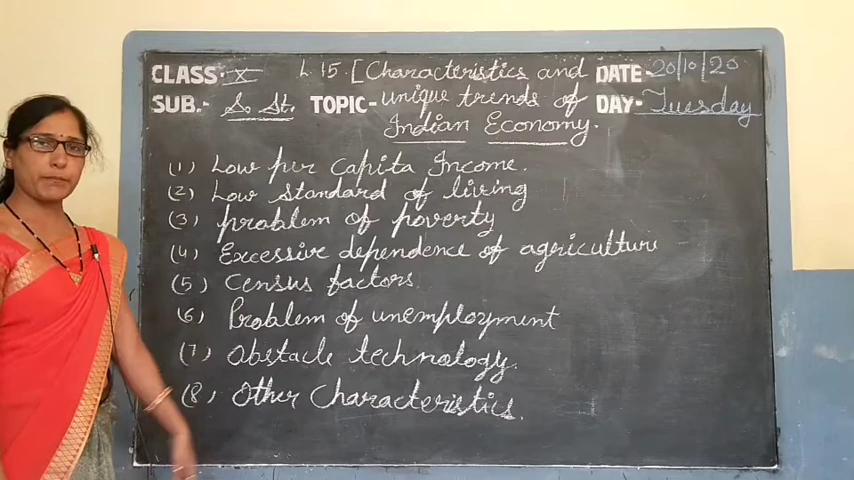 CLASS:- X L 15. [Characteristics and DATE:- 20/10/20
SUB.- S. St. TOPIC- unique trends of DAY- Tuesday
Indian Economy.
(1) Low per Capita Income.
(2) Low standard of living
(3) problem of poverty
(4) Excessive dependence of agriculture
(5) Census factors.
(6) Problem of unemployment
(7) Obstacle technology.
(8) Other Characteristics.